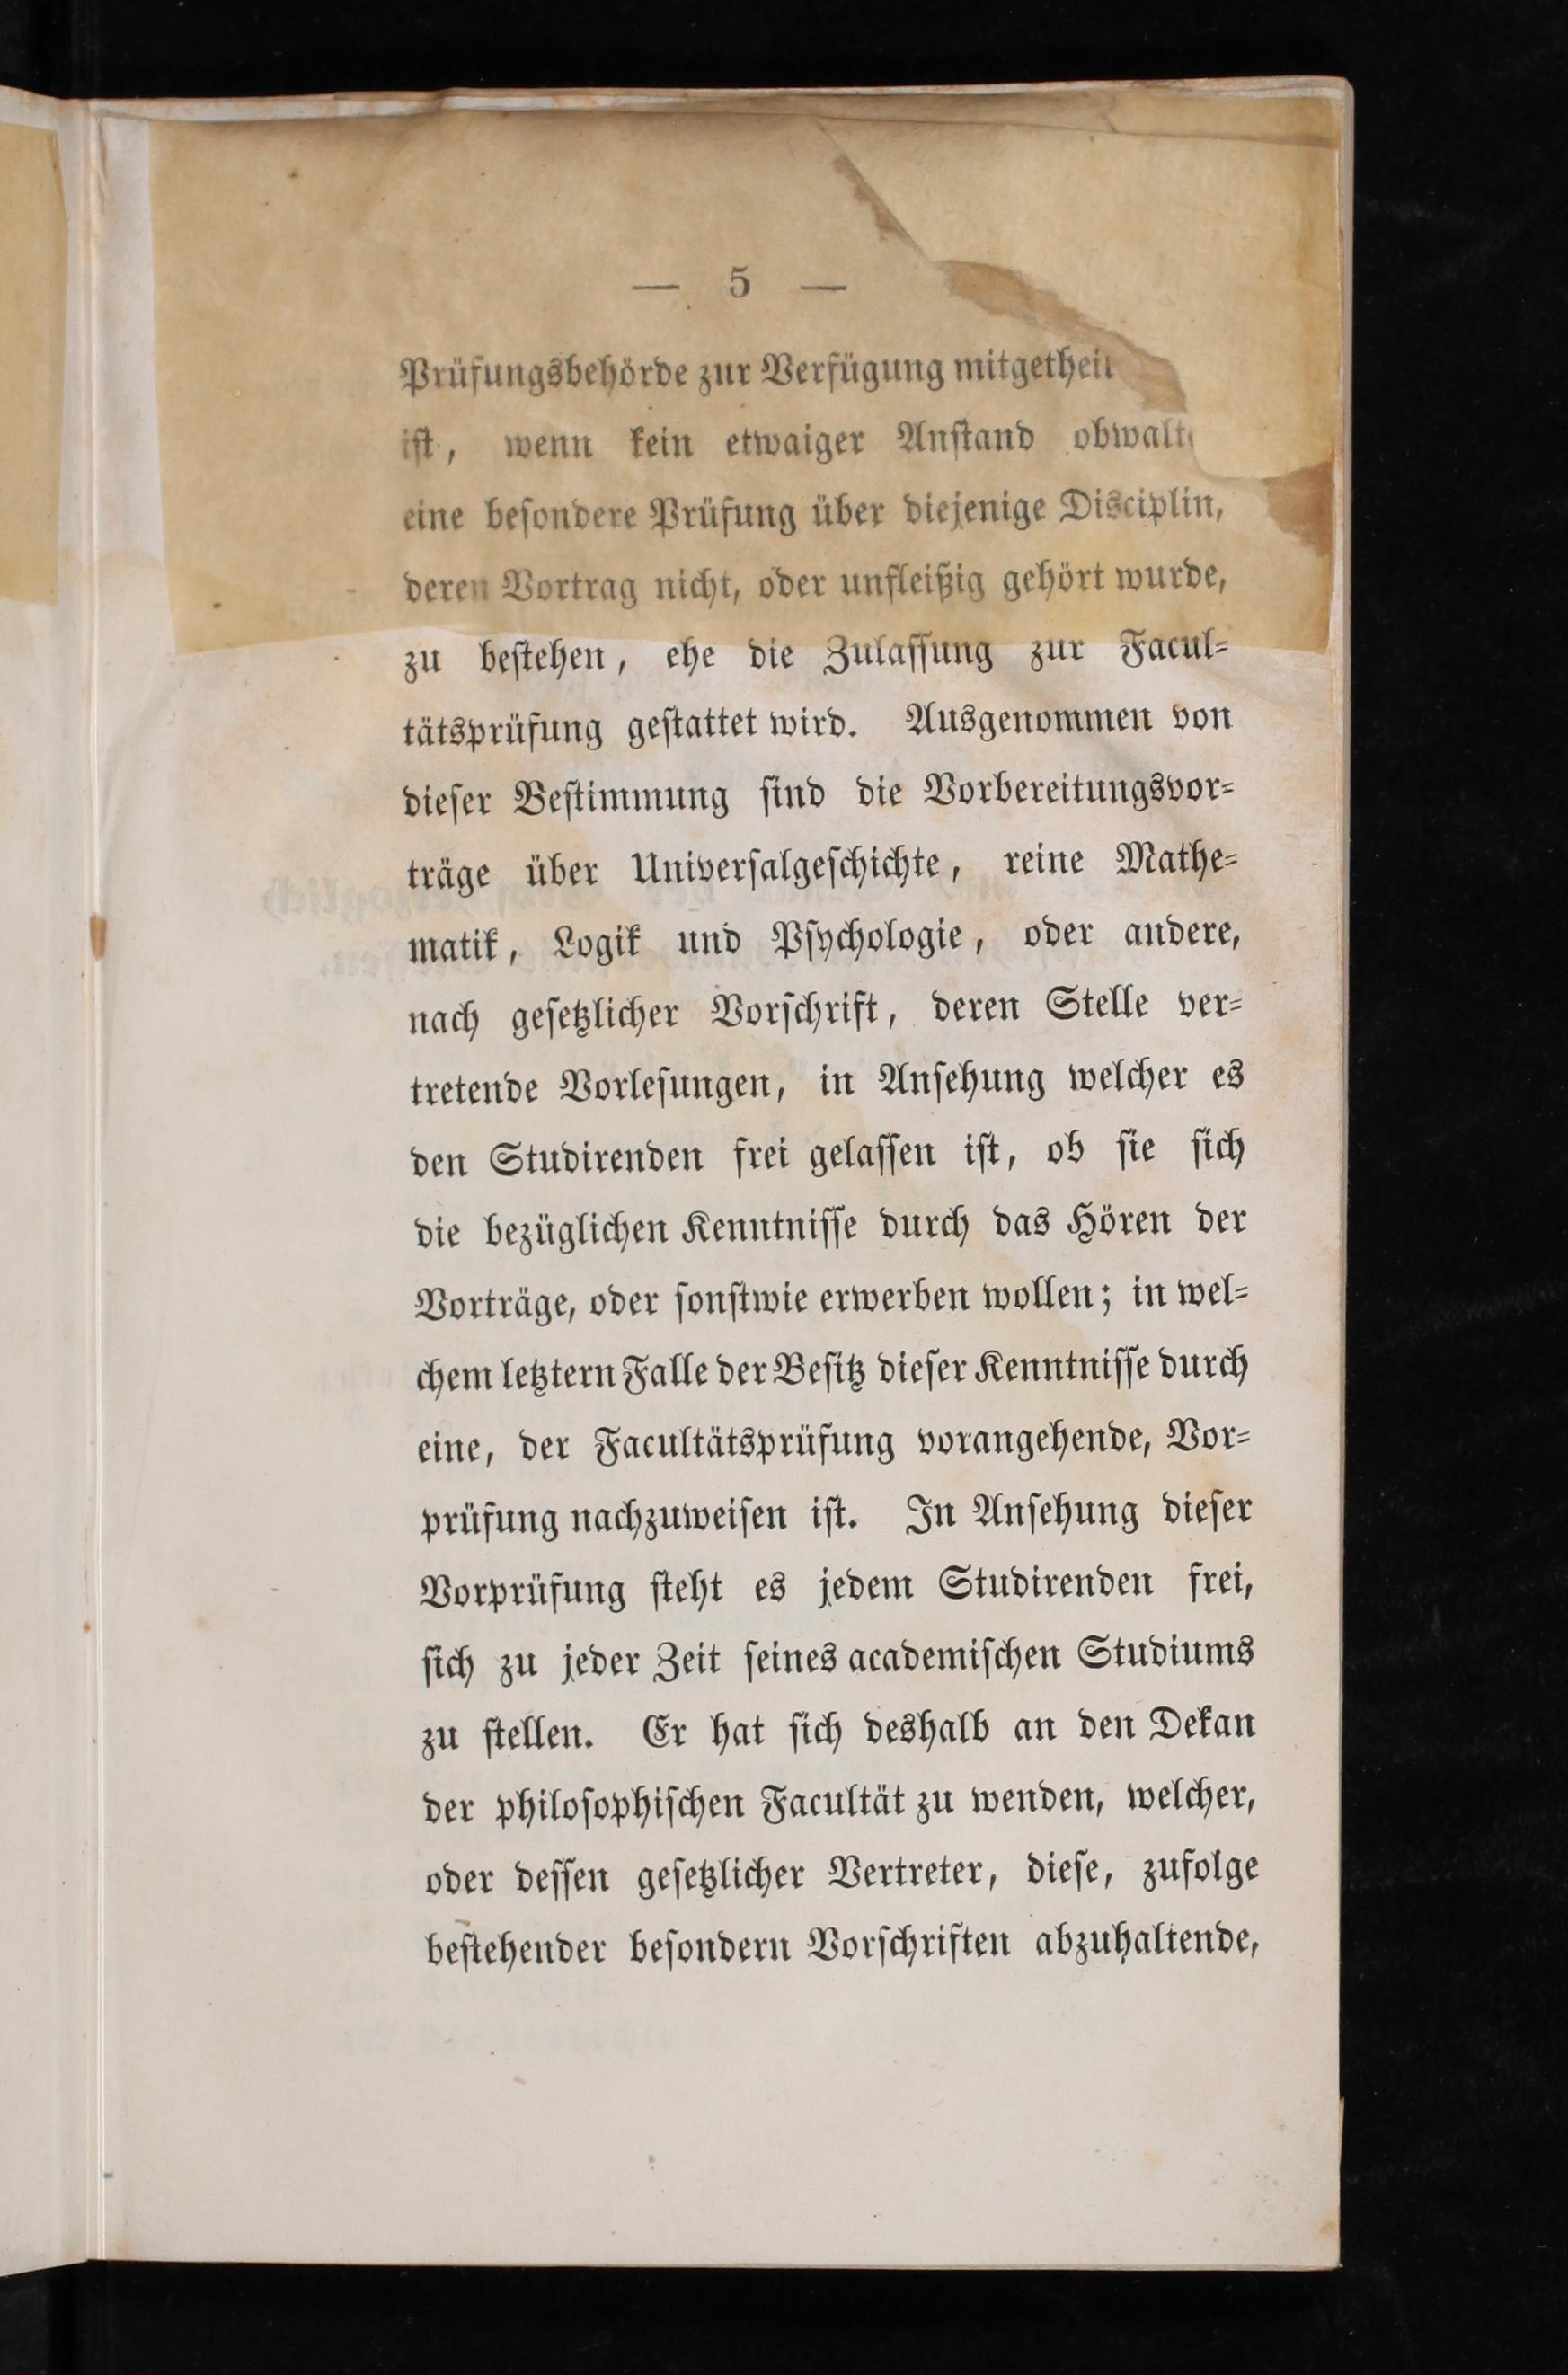 — 5 —
Prüfungsbehörde zur Verfügung
ist, wenn kein etwaiger Anstand
eine beſondere Prüfung über diejenige Disciplin,
deren Vortrag nicht, oder unfleißig gehört wurde,
zu beſtehen, ehe die Zulaſſung zur Facul-
tätsprüfung geſtattet wird. Ausgenommen von
dieſer Beſtimmung ſind die Vorbereitungsvor-
träge über Univerſalgeſchichte, reine Mathe-
matik, Logik und Pſychologie, oder andere,
nach geſetzlicher Vorſchrift, deren Stelle ver-
tretende Vorleſungen, in Anſehung welcher es
den Studirenden frei gelaſſen iſt, ob ſie ſich
die bezüglichen Kenntniſſe durch das Hören der
Vorträge, oder ſonſtwie erwerben wollen; in wel-
chem letztern Falle der Beſitz dieſer Kenntniſſe durch
eine, der Facultätsprüfung vorangehende, Vor-
prüfung nachzuweiſen iſt. In Anſehung dieſer
Vorprüfung ſteht es jedem Studirenden frei,
ſich zu jeder Zeit ſeines academiſchen Studiums
zu ſtellen. Er hat ſich deshalb an den Dekan
der philoſophiſchen Facultät zu wenden, welcher,
oder deſſen geſetzlicher Vertreter, dieſe, zufolge
beſtehender beſondern Vorſchriften abzuhaltende,